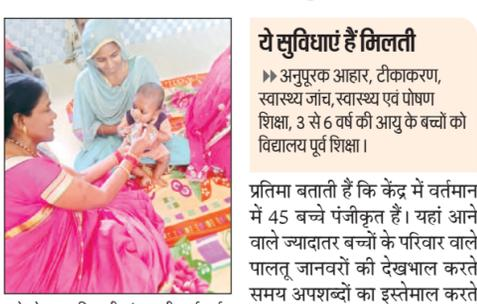 ये सुविधाएं हैं मिलती
अनुपूरक आहार, टीकाकरण,
स्वास्थ्य जांच, स्वास्थ्य एवं पोषण
शिक्षा, 3 से 6 वर्ष की आयु के बच्चों को
विद्यालय पूर्व शिक्षा।
प्रतिमा बताती हैं कि केंद्र में वर्तमान
में 45 बच्चे पंजीकृत हैं। यहां आने
वाले ज्यादातर बच्चों के परिवार वाले
पालतू जानवरों की देखभाल करते
समय अपशब्दों का इस्तेमाल करते